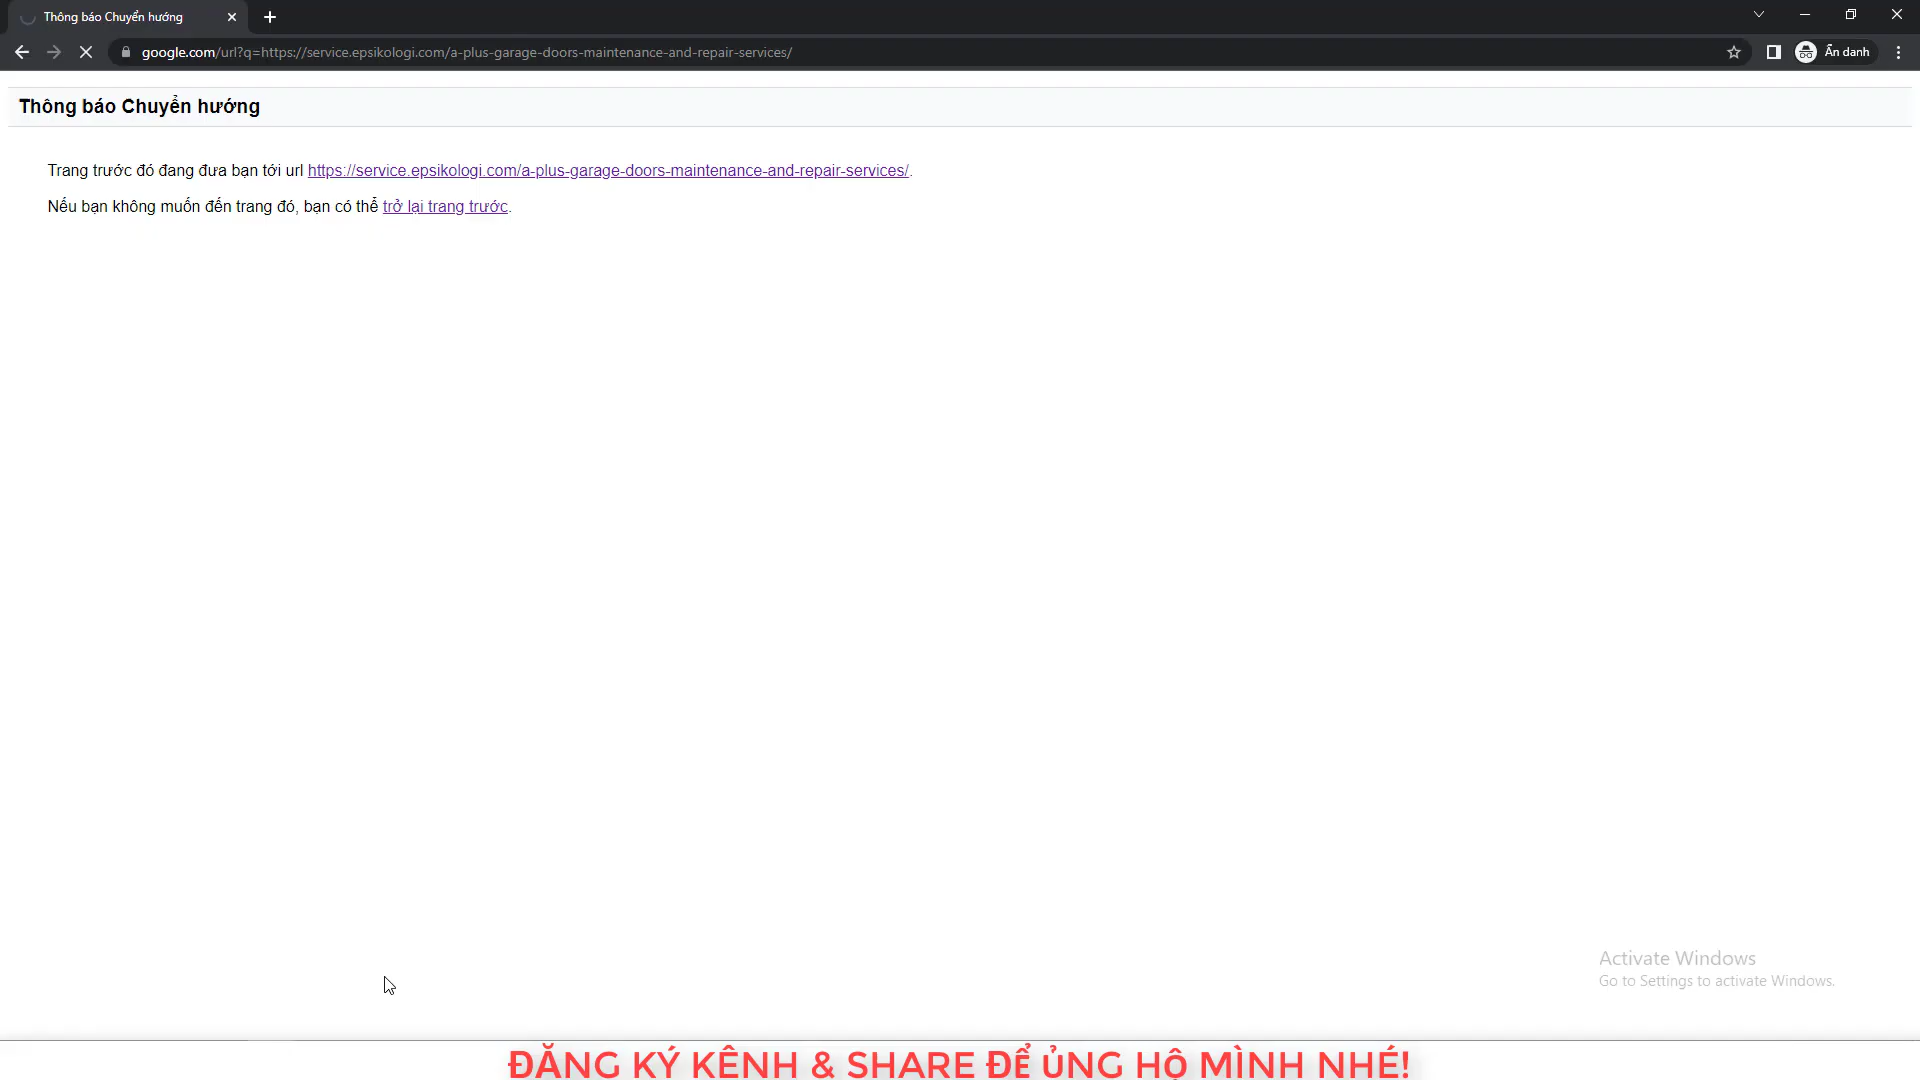 Thông báo Chuyển hướng
google.com/url?q=https://service.epsikologi.com/a-plus-garage-doors-maintenance-and-repair-services/
Ẩn danh
Thông báo Chuyển hướng
Trang trước đó đang đưa bạn tới url https://service.epsikologi.com/a-plus-garage-doors-maintenance-and-repair-services/.
Nếu bạn không muốn đến trang đó, bạn có thể trở lại trang trước.
Activate Windows
Go to Settings to activate Windows.
ĐĂNG KÝ KÊNH & SHARE ĐỂ ỦNG HỘ MÌNH NHÉ!